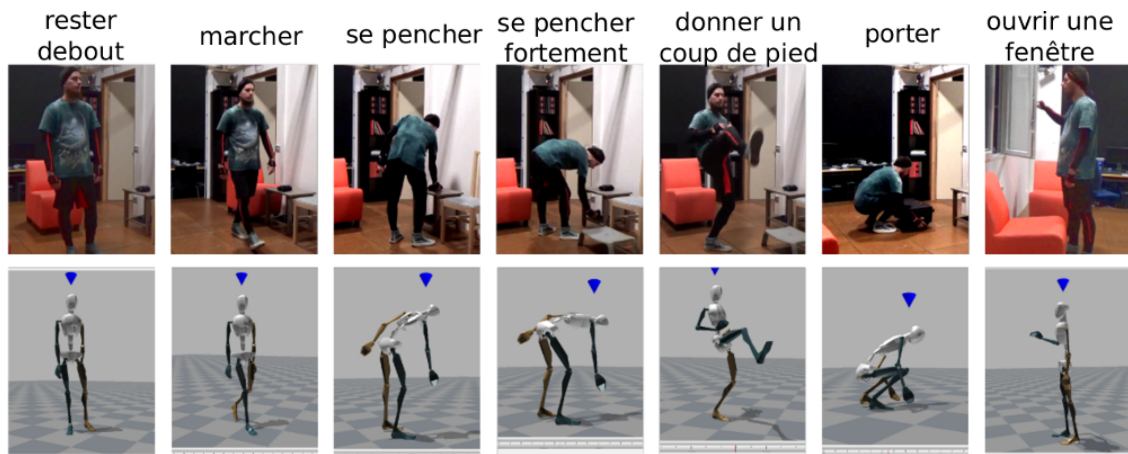 rester
debout
marcher
se pencher
se pencher
fortement
donner un
coup de pied
porter
ouvrir une
fenêtre